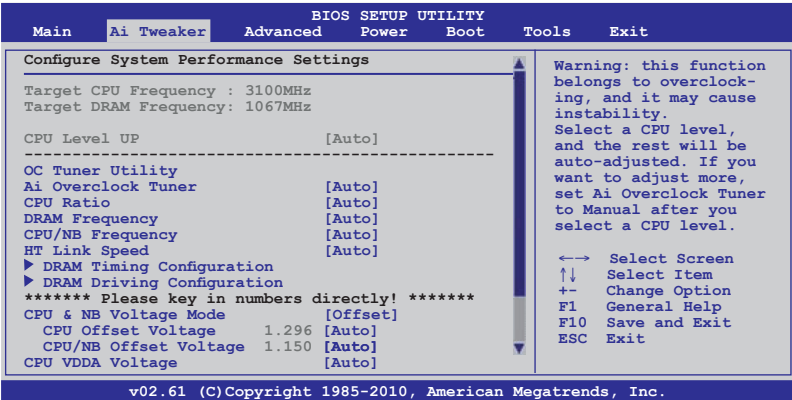 BIOS SETUP UTILITY
Main Ai Tweaker Advanced Power Boot Tools Exit
Configure System Performance Settings
Target CPU Frequency : 3100MHz
Target DRAM Frequency: 1067MHz
CPU Level UP [Auto]
-------------------------------------------------------
OC Tuner Utility
Ai Overclock Tuner [Auto]
CPU Ratio [Auto]
DRAM Frequency [Auto]
CPU/NB Frequency [Auto]
HT Link Speed [Auto]
DRAM Timing Configuration
DRAM Driving Configuration
******* Please key in numbers directly! *******
CPU & NB Voltage Mode [Offset]
CPU Offset Voltage 1.296 [Auto]
CPU/NB Offset Voltage 1.150 [Auto]
CPU VDDA Voltage [Auto]
Warning: this function
belongs to overclock-
ing, and it may cause
instability.
Select a CPU level,
and the rest will be
auto-adjusted. If you
want to adjust more,
set Ai Overclock Tuner
to Manual after you
select a CPU level.
←→ Select Screen
↑↓ Select Item
+- Change Option
F1 General Help
F10 Save and Exit
ESC Exit
v02.61 (C)Copyright 1985-2010, American Megatrends, Inc.